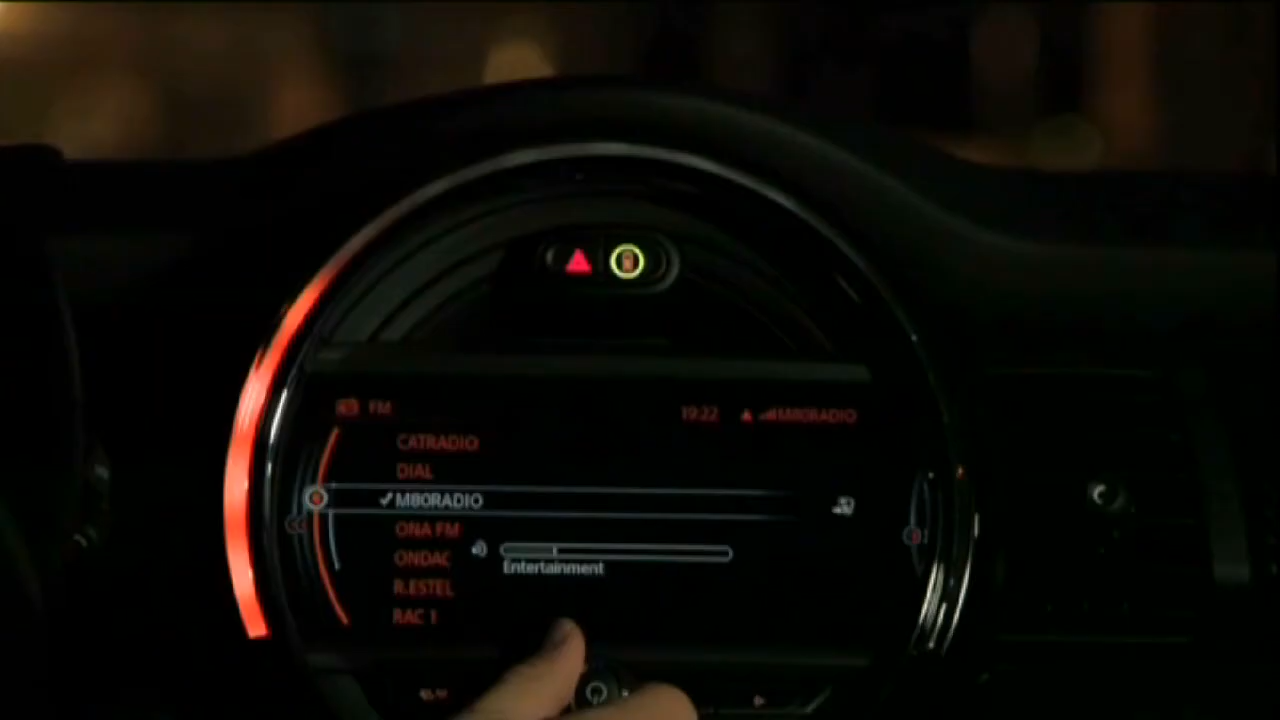 FM 19:22 M80RADIO
CATRADIO
DIAL
M80RADIO
ONA FM
ONDAC
R.ESTEL
RAC 1
Entertainment